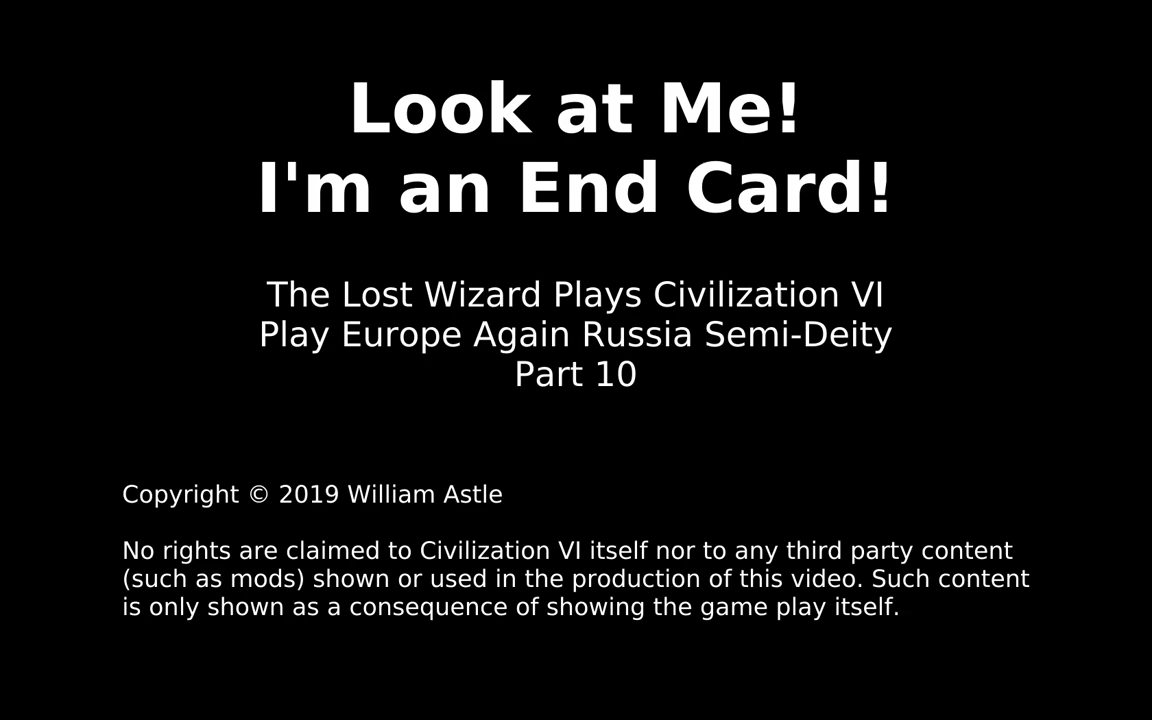 Look at Me!
I'm an End Card!
The Lost Wizard Plays Civilization VI
Play Europe Again Russia Semi-Deity
Part 10
Copyright © 2019 William Astle
No rights are claimed to Civilization VI itself nor to any third party content
(such as mods) shown or used in the production of this video. Such content
is only shown as a consequence of showing the game play itself.